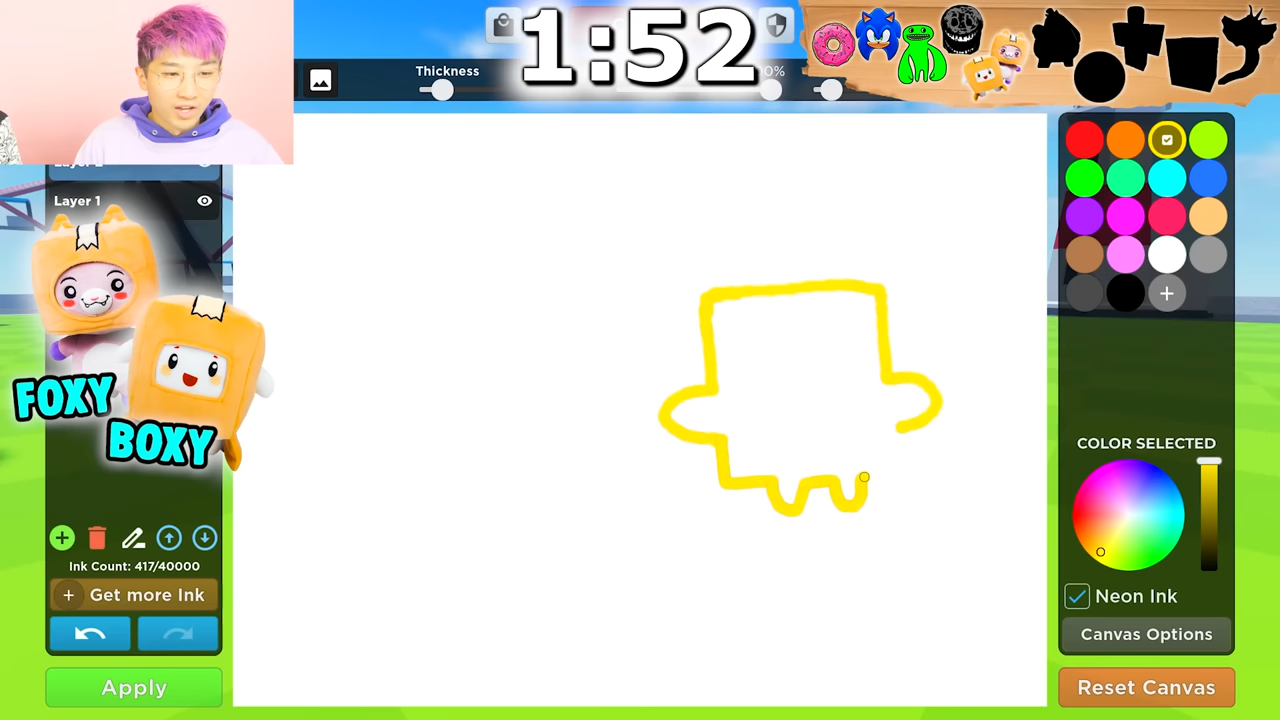 1:52
Thickness
0%
Layer 1
FOXY
BOXY
COLOR SELECTED
Neon Ink
Ink Count: 417/40000
Get more Ink
Canvas Options
Apply
Reset Canvas